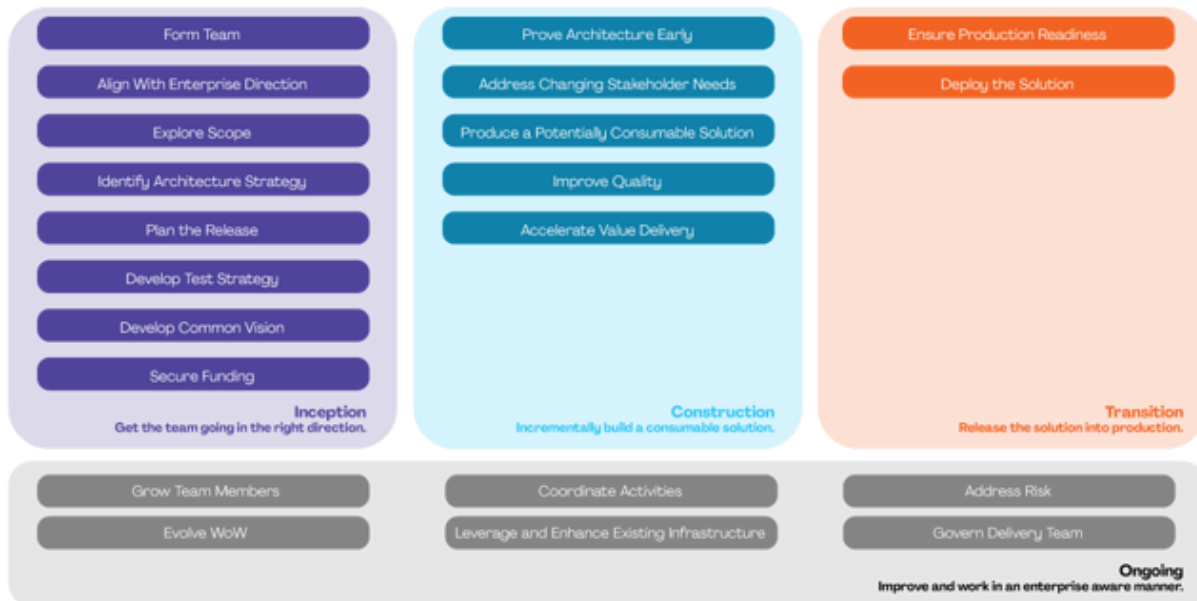 Form Team
Align With Enterprise Direction
Explore Scope
Identify Architecture Strategy
Plan the Release
Develop Test Strategy
Develop Common Vision
Secure Funding
Inception
Get the team going in the right direction.
Prove Architecture Early
Address Changing Stakeholder Needs
Produce a Potentially Consumable Solution
Improve Quality
Accelerate Value Delivery
Construction
Incrementally build a consumable solution.
Ensure Production Readiness
Deploy the Solution
Transition
Release the solution into production.
Grow Team Members
Evolve WoW
Coordinate Activities
Leverage and Enhance Existing Infrastructure
Address Risk
Govern Delivery Team
Ongoing
Improve and work in an enterprise aware manner.